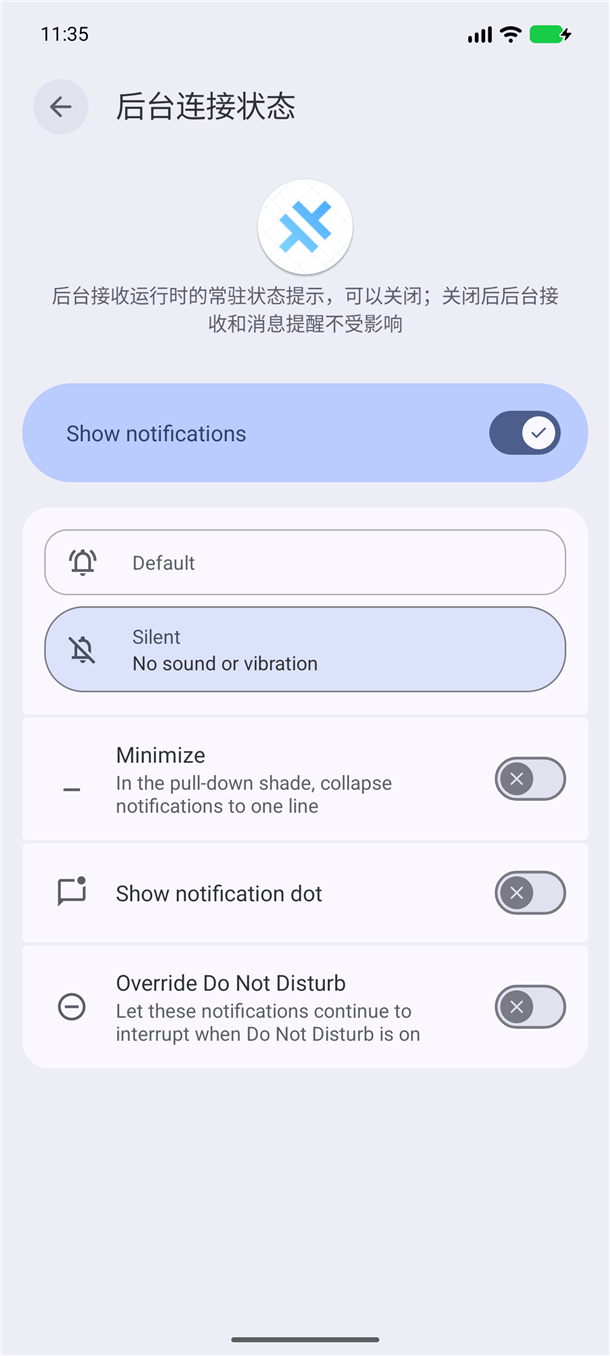 11:35
后台连接状态
后台接收运行时的常驻状态提示，可以关闭；关闭后后台接
收和消息提醒不受影响
Show notifications
Default
Silent
No sound or vibration
Minimize
In the pull-down shade, collapse
notifications to one line
Show notification dot
Override Do Not Disturb
Let these notifications continue to
interrupt when Do Not Disturb is on